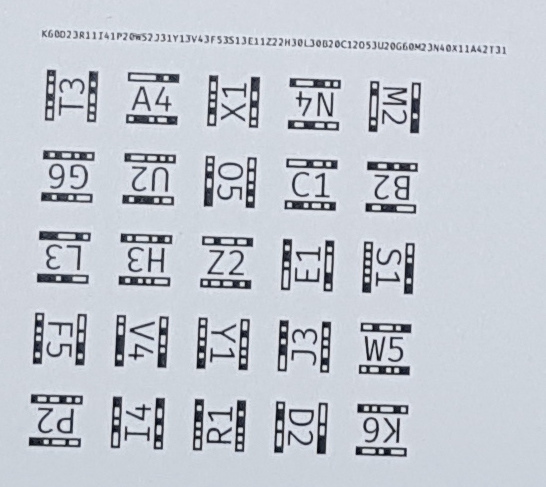 K60D23R11I41P20W52J31Y13V43F53S13E11Z22H30L30B20C12O53U20G60M23N40X11A42T31
T3 A4 X1 N4 M2
G6 U2 O5 C1 B2
L3 H3 Z2 E1 S1
F5 V4 Y1 J3 W5
P2 I4 R1 D2 K6